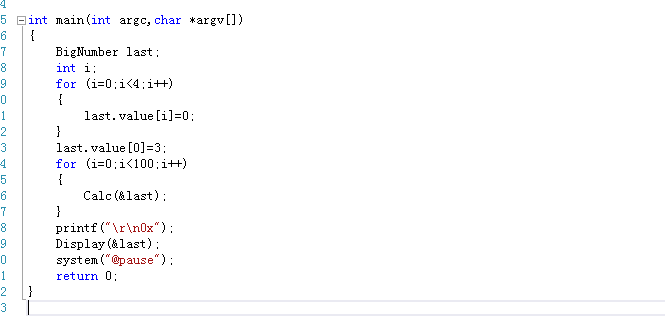 4
5 int main(int argc,char *argv[])
6 {
7 BigNumber last;
8 int i;
9 for (i=0;i<4;i++)
0 {
1 last.value[i]=0;
2 }
3 last.value[0]=3;
4 for (i=0;i<100;i++)
5 {
6 Calc(&last);
7 }
8 printf("\r\n0x");
9 Display(&last);
0 system("@pause");
1 return 0;
2 }
3